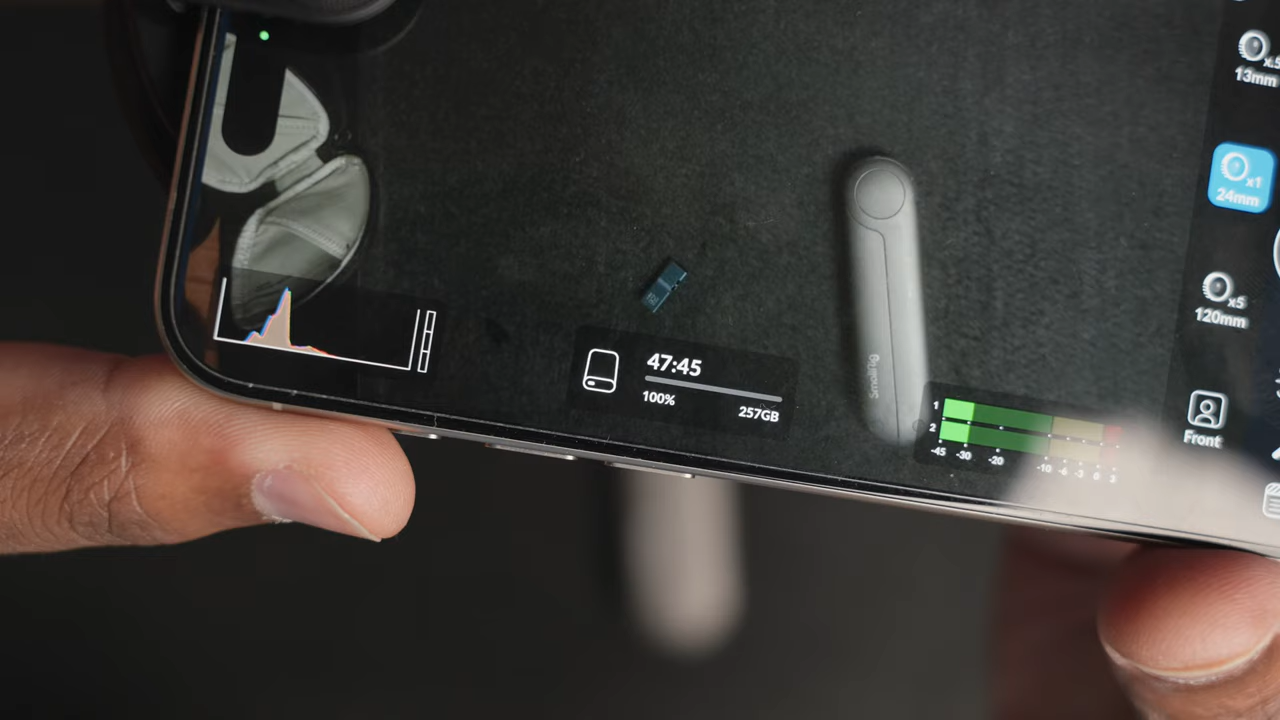 x.5
13mm
x1
24mm
x5
120mm
Front
47:45
100%
257GB
SmallRig
1
2
-45 -30 -20 -10 -6 -3 0 3